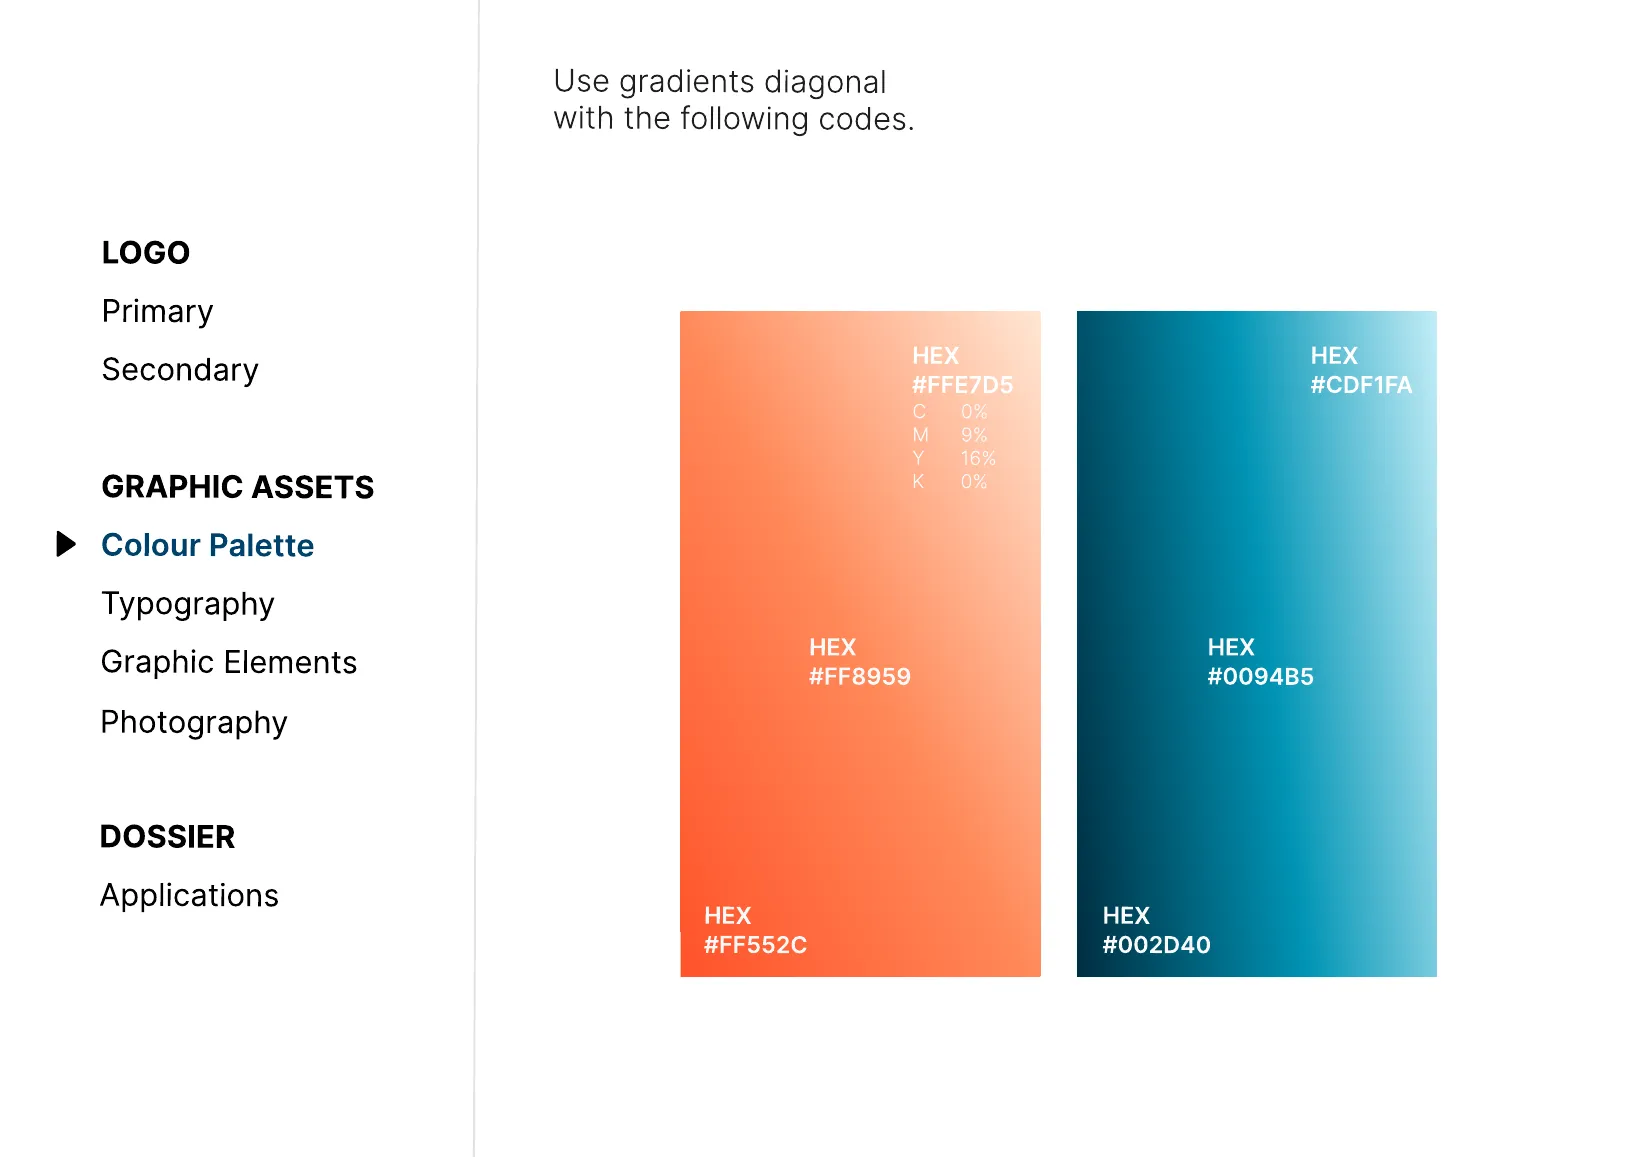 Use gradients diagonal
with the following codes.
LOGO
Primary
Secondary
GRAPHIC ASSETS
Colour Palette
Typography
Graphic Elements
Photography
DOSSIER
Applications
HEX
#FFE7D5
C 0%
M 9%
Y 16%
K 0%
HEX
#FF8959
HEX
#FF552C
HEX
#CDF1FA
HEX
#0094B5
HEX
#002D40